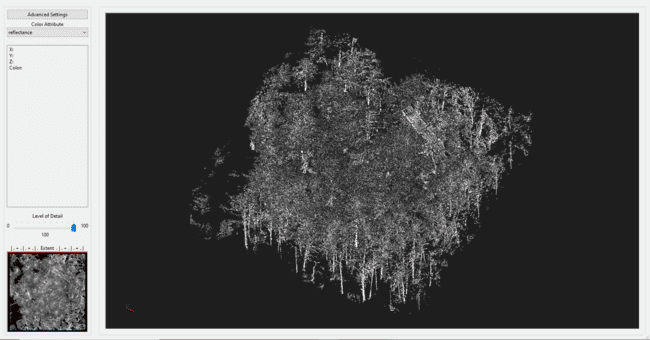 Advanced Settings
Color Attribute
reflectance
X:
Y:
Z:
Color:
Level of Detail
0 100
100
|.. + ..|.. + ..|.. Extent ..|.. + ..|.. + ..|